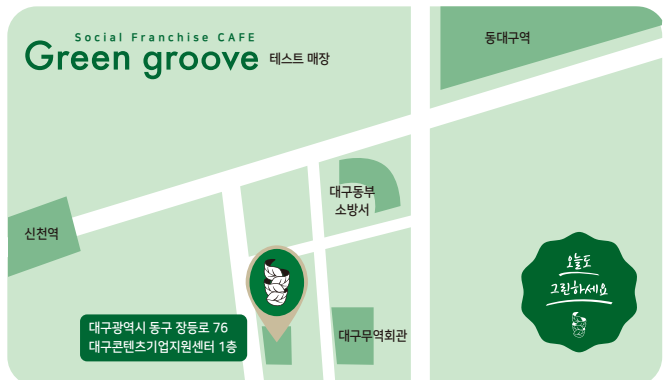 Social Franchise CAFE
Green groove 테스트 매장
동대구역
대구동부
소방서
신천역
오늘도
그린하세요
대구광역시 동구 장등로 76
대구콘텐츠기업지원센터 1층
대구무역회관